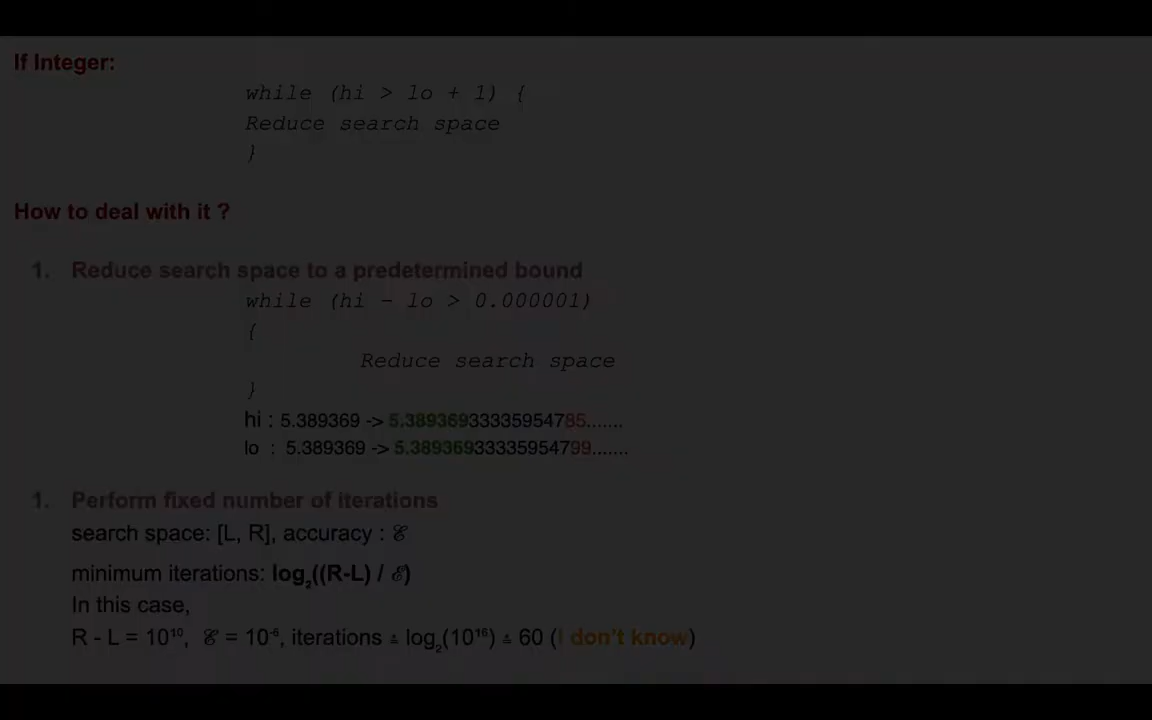 If Integer:
while (hi > lo + 1) {
Reduce search space
}
How to deal with it ?
1. Reduce search space to a predetermined bound
while (hi - lo > 0.000001)
{
Reduce search space
}
hi : 5.389369 -> 5.38936933335954785.......
lo : 5.389369 -> 5.38936933335954799.......
1. Perform fixed number of iterations
search space: [L, R], accuracy : ℰ
minimum iterations: log₂((R-L) / ℰ)
In this case,
R - L = 10¹⁰, ℰ = 10⁻⁶, iterations ≜ log₂(10¹⁶) ≜ 60 (I don't know)